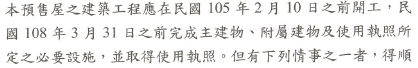 本預售屋之建築工程應在民國 105 年 2 月 10 日之前開工，民
國 108 年 3 月 31 日之前完成主建物、附屬建物及使用執照所
定之必要設施，並取得使用執照。但有下列情事之一者，得順